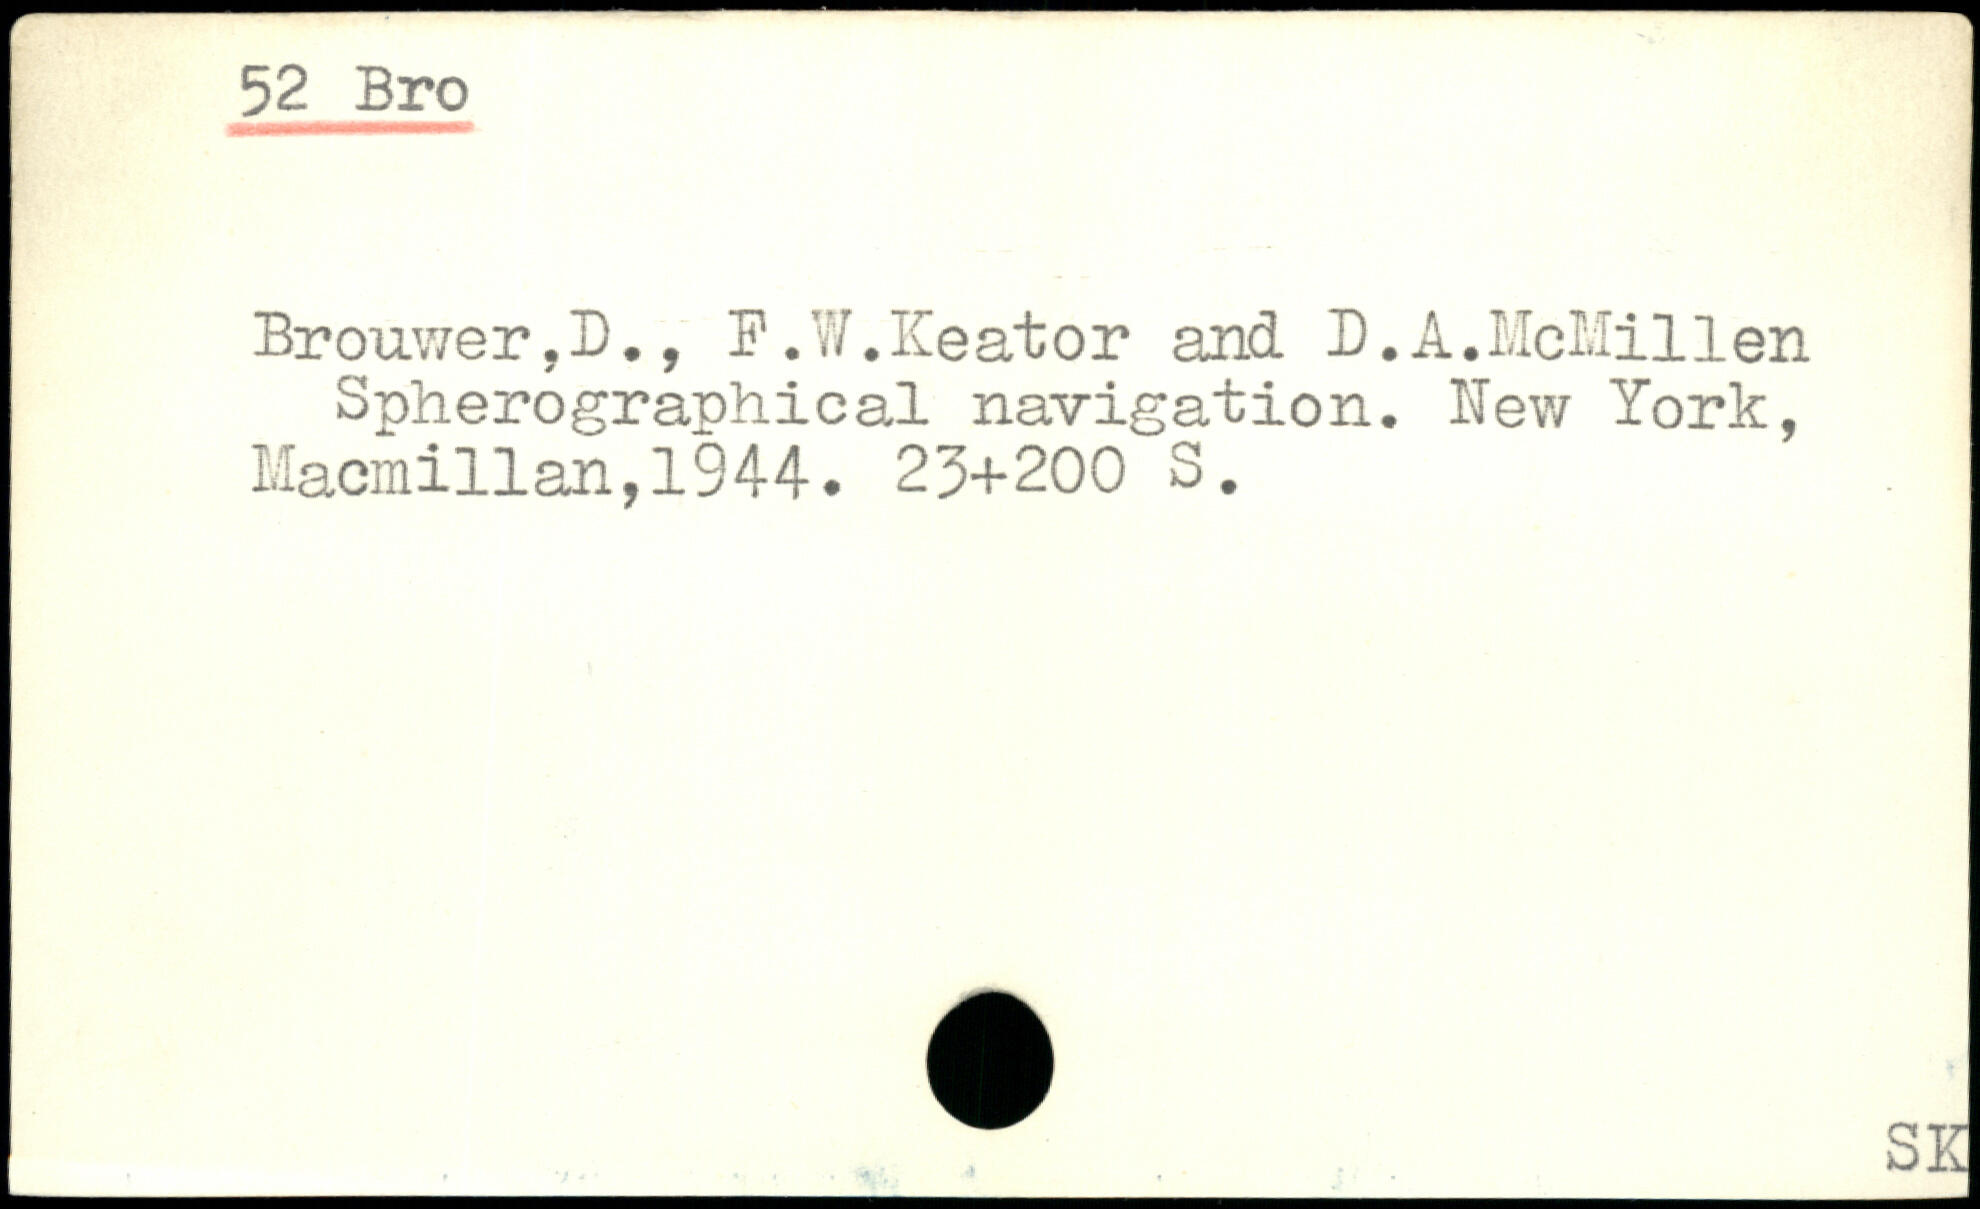 52 Bro
Brouwer,D., F.W.Keator and D.A.McMillen
Spherographical navigation. New York,
Macmillan,1944. 23+200 S.
SK